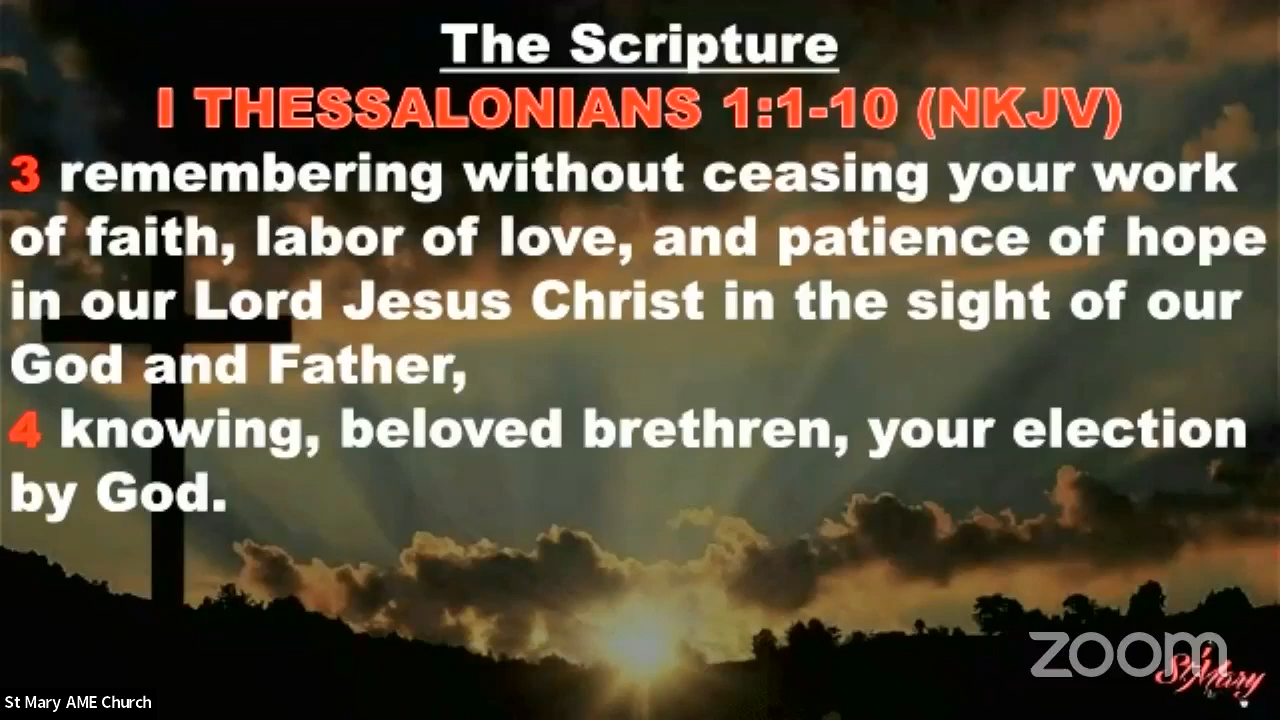 The Scripture
I THESSALONIANS 1:1-10 (NKJV)
3 remembering without ceasing your work
of faith, labor of love, and patience of hope
in our Lord Jesus Christ in the sight of our
God and Father,
4 knowing, beloved brethren, your election
by God.
zoom
St Mary
St Mary AME Church